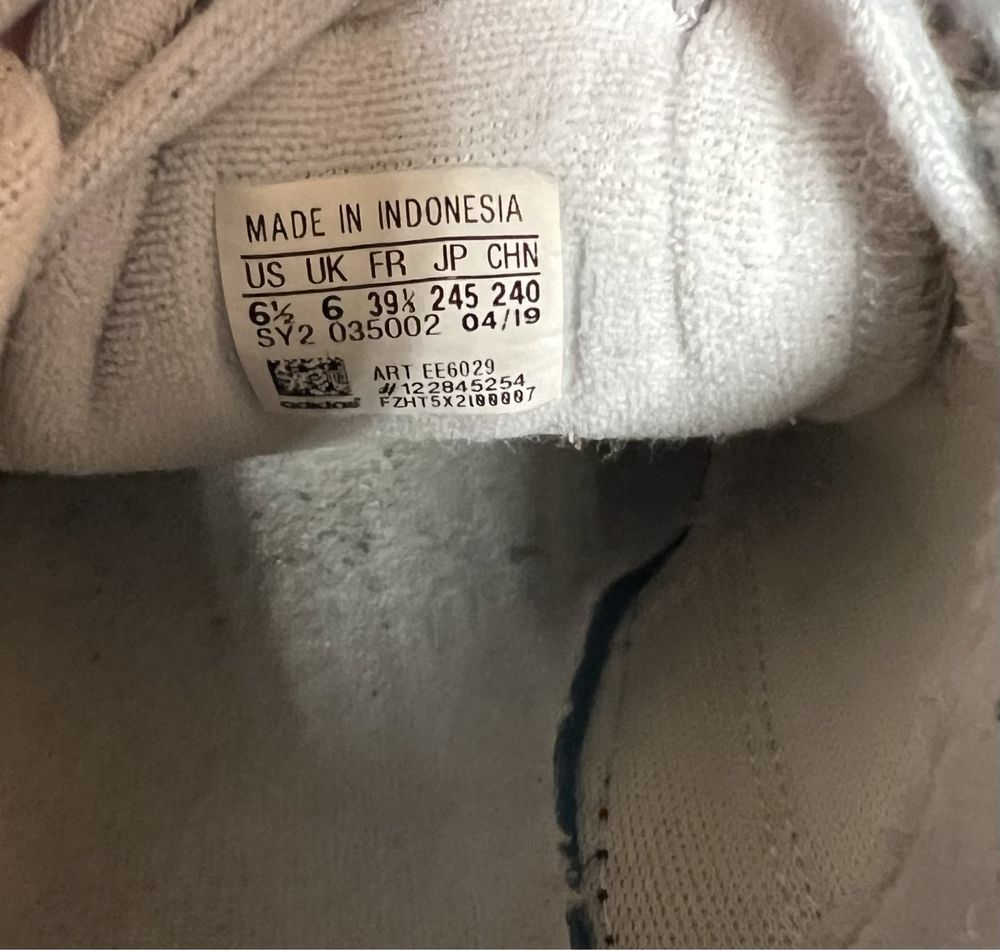 MADE IN INDONESIA
US UK FR JP CHN
6½ 6 39⅓ 245 240
SY2 035002 04/19
ART EE6029
#122845254
FZHT5X2100007
adidas